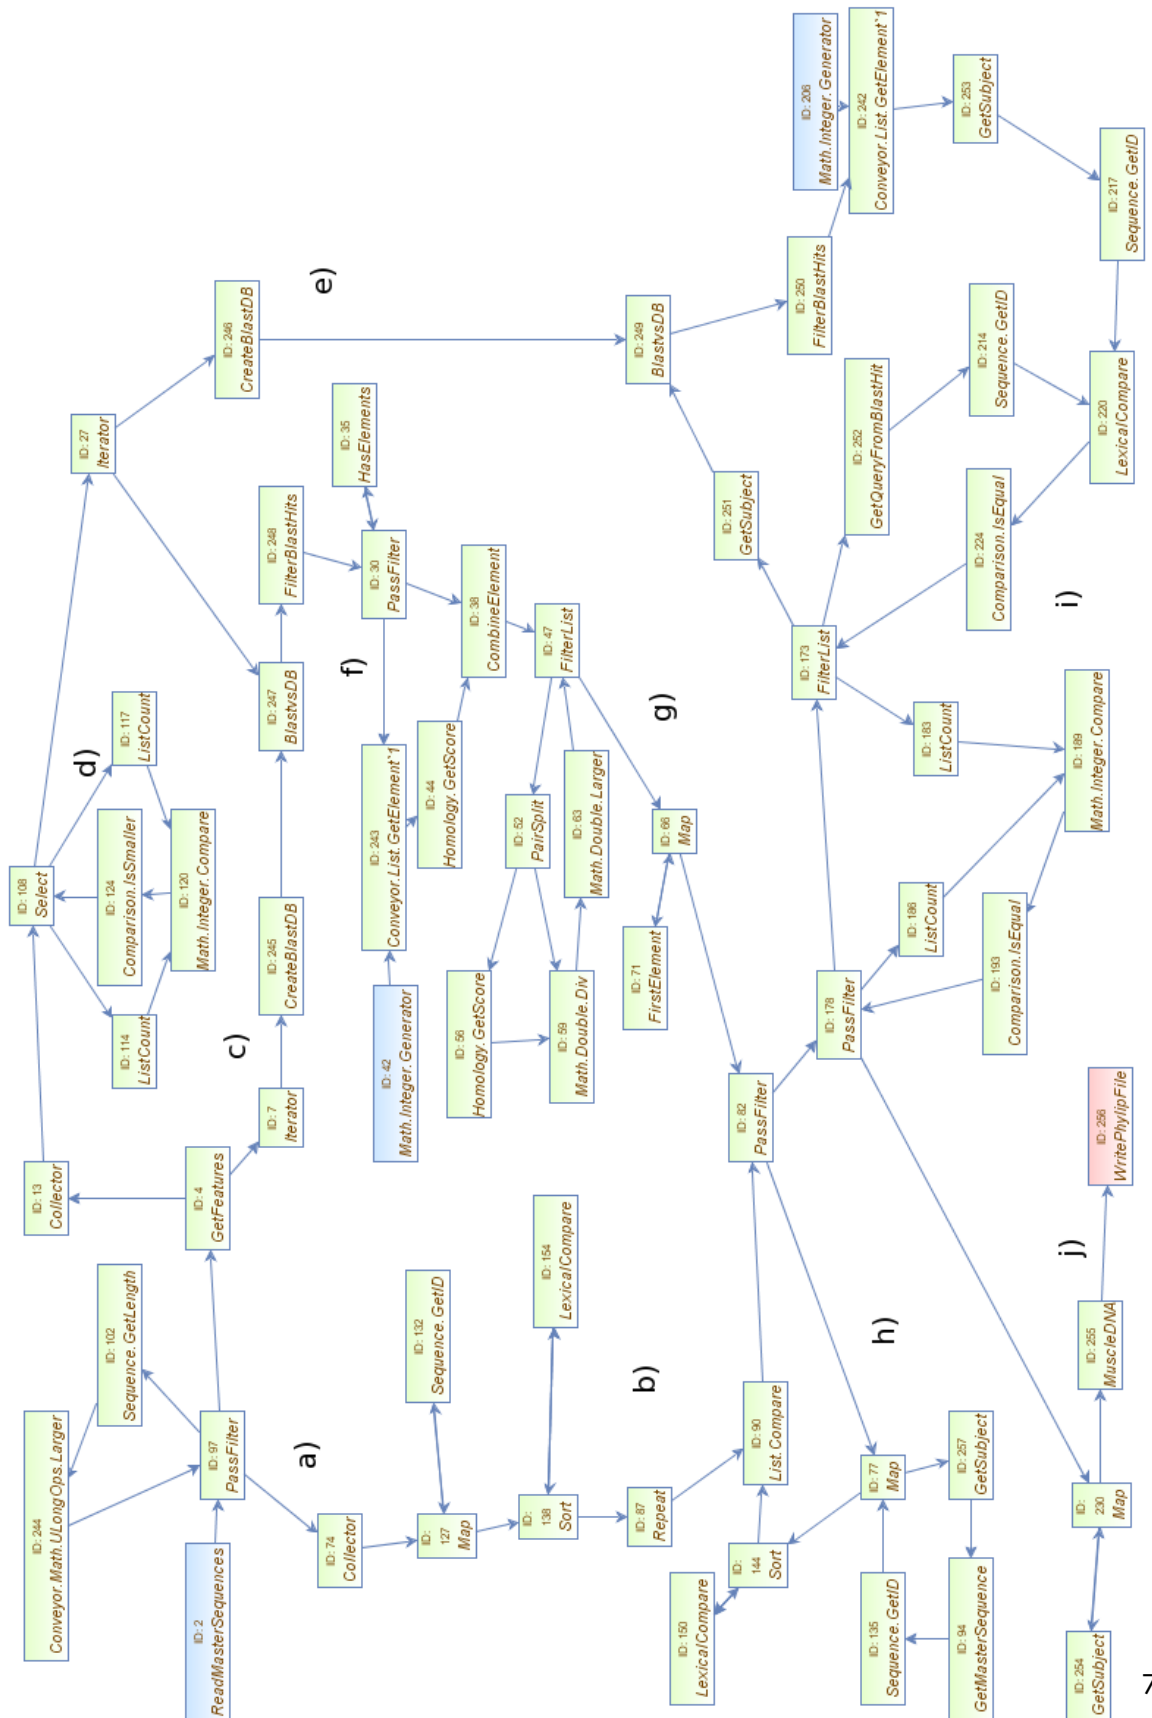 ID: 244
Conveyor.Math.ULongOps.Larger
ID: 2
ReadMasterSequences
ID: 97
PassFilter
ID: 102
Sequence.GetLength
ID: 13
Collector
ID: 4
GetFeatures
ID: 7
Iterator
c)
ID: 108
Select
ID: 114
ListCount
ID: 124
Comparison.IsSmaller
ID: 120
Math.Integer.Compare
ID: 117
ListCount
d)
ID: 27
Iterator
ID: 245
CreateBlastDB
ID: 247
BlastvsDB
ID: 248
FilterBlastHits
ID: 246
CreateBlastDB
e)
a)
ID: 74
Collector
ID:
127
Map
ID: 132
Sequence.GetID
ID:
138
Sort
ID: 154
LexicalCompare
b)
ID: 87
Repeat
ID: 42
Math.Integer.Generator
ID: 243
Conveyor.List.GetElement`1
f)
ID: 30
PassFilter
ID: 35
HasElements
ID: 44
Homology.GetScore
ID: 38
CombineElement
ID: 47
FilterList
ID: 56
Homology.GetScore
ID: 52
PairSplit
ID: 59
Math.Double.Div
ID: 63
Math.Double.Larger
g)
ID: 71
FirstElement
ID: 66
Map
ID: 249
BlastvsDB
ID: 251
GetSubject
ID: 250
FilterBlastHits
ID: 206
Math.Integer.Generator
ID: 242
Conveyor.List.GetElement`1
ID: 253
GetSubject
ID: 217
Sequence.GetID
ID: 150
LexicalCompare
ID:
144
Sort
ID: 90
List.Compare
ID: 82
PassFilter
ID: 178
PassFilter
ID: 173
FilterList
ID: 252
GetQueryFromBlastHit
ID: 214
Sequence.GetID
ID: 220
LexicalCompare
ID: 224
Comparison.IsEqual
i)
ID: 183
ListCount
ID: 186
ListCount
ID: 189
Math.Integer.Compare
ID: 193
Comparison.IsEqual
h)
ID: 135
Sequence.GetID
ID: 77
Map
ID: 257
GetSubject
ID: 94
GetMasterSequence
ID: 254
GetSubject
ID:
230
Map
ID: 255
MuscleDNA
j)
ID: 256
WritePhylipFile
7